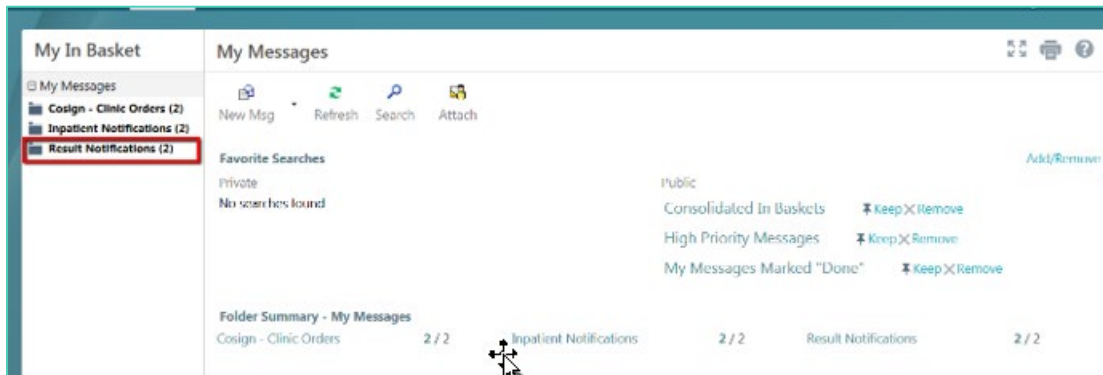 My In Basket
My Messages
Cosign - Clinic Orders (2)
Inpatient Notifications (2)
Result Notifications (2)
My Messages
New Msg Refresh Search Attach
Favorite Searches Add/Remove
Private Public
No searches found
Consolidated In Baskets Keep Remove
High Priority Messages Keep Remove
My Messages Marked "Done" Keep Remove
Folder Summary - My Messages
Cosign - Clinic Orders 2 / 2 Inpatient Notifications 2 / 2 Result Notifications 2 / 2